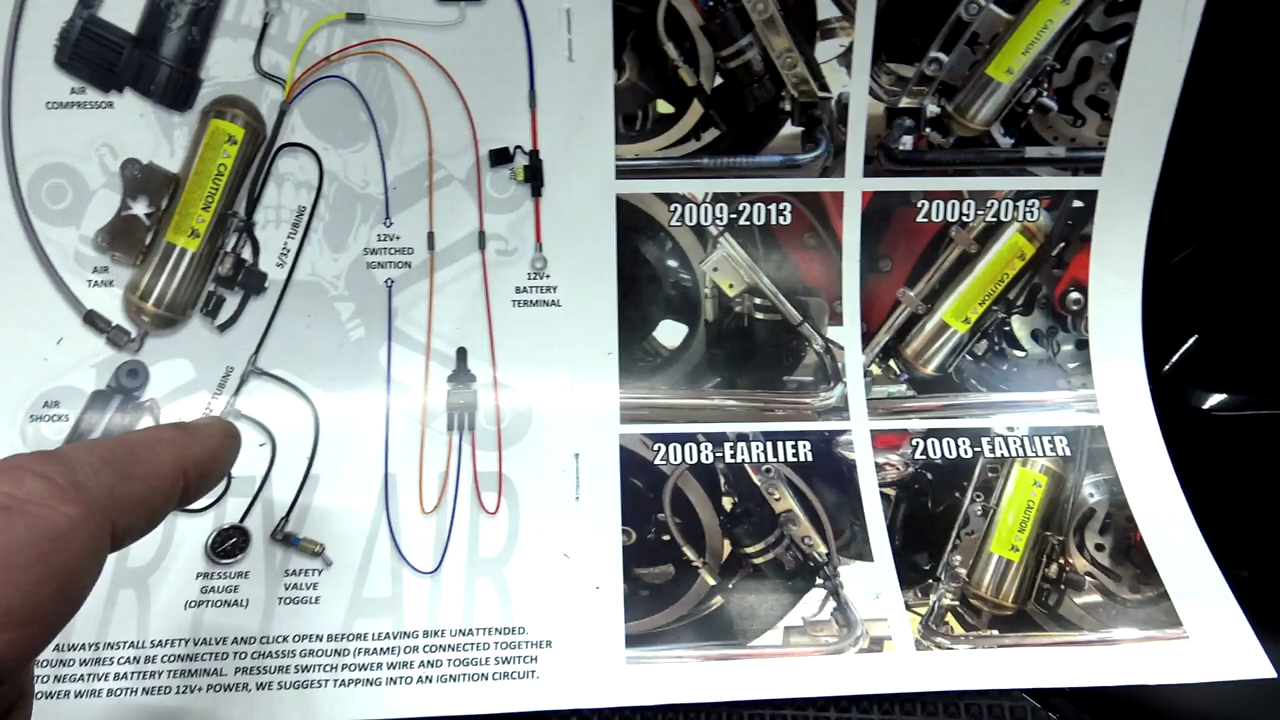 AIR
COMPRESSOR
CAUTION
5/32" TUBING
AIR
TANK
12V+
SWITCHED
IGNITION
12V+
BATTERY
TERMINAL
AIR
SHOCKS
TUBING
PRESSURE
GAUGE
(OPTIONAL)
SAFETY
VALVE
TOGGLE
ALWAYS INSTALL SAFETY VALVE AND CLICK OPEN BEFORE LEAVING BIKE UNATTENDED.
ROUND WIRES CAN BE CONNECTED TO CHASSIS GROUND (FRAME) OR CONNECTED TOGETHER
TO NEGATIVE BATTERY TERMINAL. PRESSURE SWITCH POWER WIRE AND TOGGLE SWITCH
OWER WIRE BOTH NEED 12V+ POWER, WE SUGGEST TAPPING INTO AN IGNITION CIRCUIT.
CAUTION
2009-2013
2009-2013
CAUTION
2008-EARLIER
2008-EARLIER
CAUTION